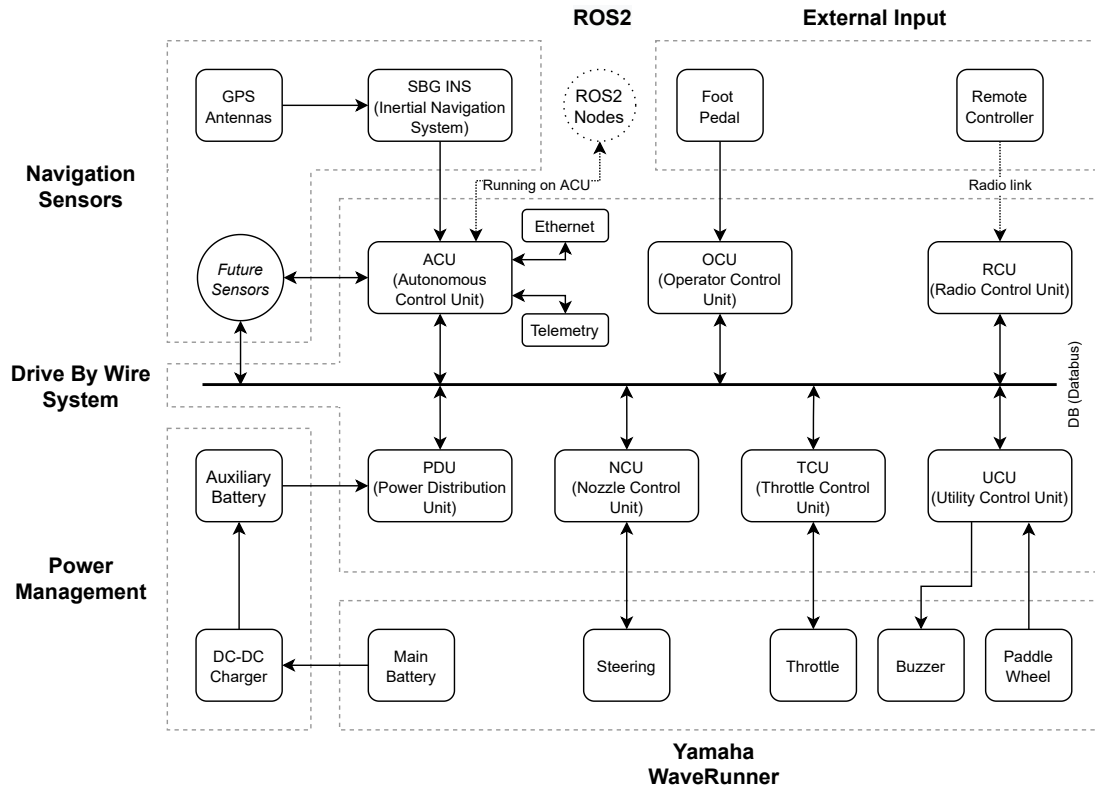 ROS2
External Input
GPS
Antennas
SBG INS
(Inertial Navigation
System)
ROS2
Nodes
Foot
Pedal
Remote
Controller
Navigation
Sensors
Running on ACU
Radio link
Ethernet
Future
Sensors
ACU
(Autonomous
Control Unit)
OCU
(Operator Control
Unit)
RCU
(Radio Control Unit)
Telemetry
Drive By Wire
System
DB (Databus)
Auxiliary
Battery
PDU
(Power Distribution
Unit)
NCU
(Nozzle Control
Unit)
TCU
(Throttle Control
Unit)
UCU
(Utility Control Unit)
Power
Management
DC-DC
Charger
Main
Battery
Steering
Throttle
Buzzer
Paddle
Wheel
Yamaha
WaveRunner